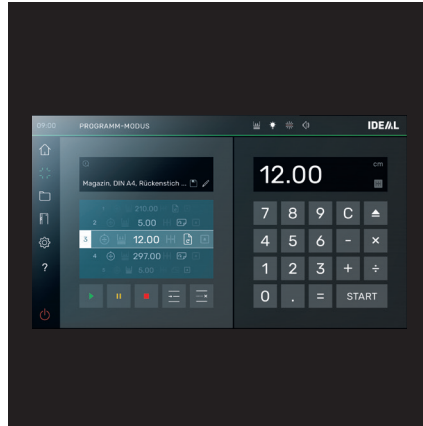 09:00 PROGRAMM-MODUS IDEAL
Magazin, DIN A4, Rückenstich ...
210.00
2 5.00
3 12.00
4 297.00
5.00
12.00 cm
7 8 9 C
4 5 6 - ×
1 2 3 + ÷
0 . = START
?